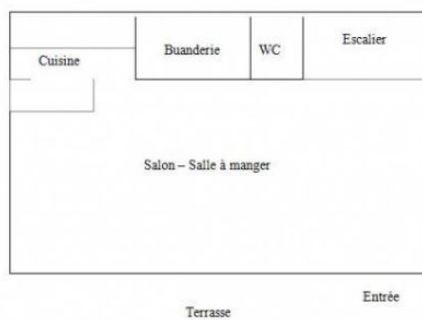 Escalier
Buanderie
WC
Cuisine
Salon – Salle à manger
Entrée
Terrasse